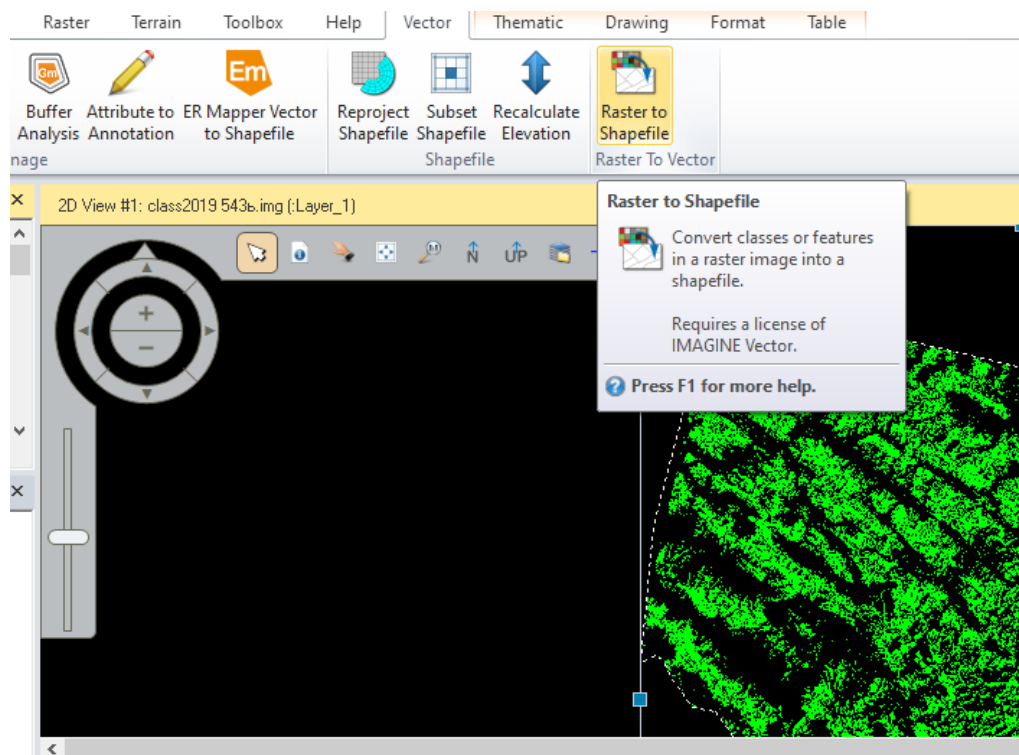 Raster Terrain Toolbox Help Vector Thematic Drawing Format Table
Gm
Em
Buffer Analysis
Attribute to Annotation
ER Mapper Vector to Shapefile
Reproject Shapefile
Subset Shapefile
Recalculate Elevation
Raster to Shapefile
nage
Shapefile
Raster To Vector
2D View #1: class2019 543ь.img (:Layer_1)
N
UP
Raster to Shapefile
Convert classes or features
in a raster image into a
shapefile.
Requires a license of
IMAGINE Vector.
Press F1 for more help.